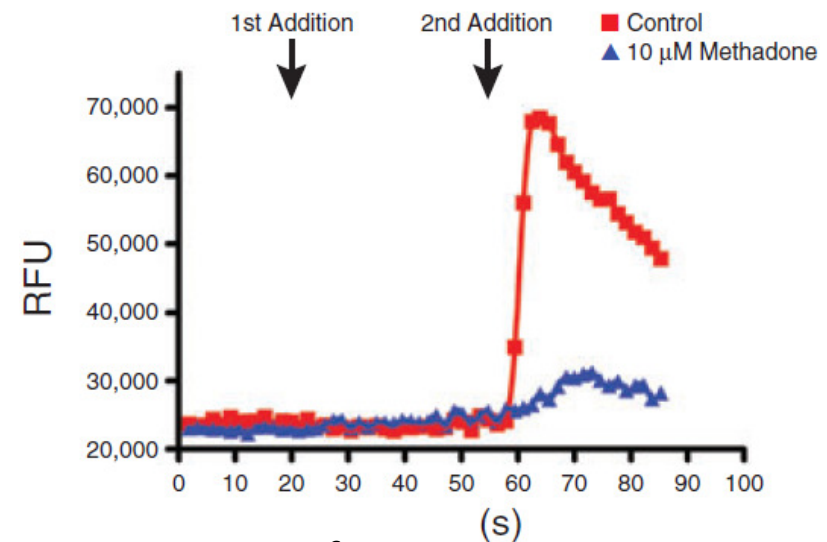 1st Addition
2nd Addition
Control
10 μM Methadone
70,000
60,000
50,000
40,000
30,000
20,000
RFU
0 10 20 30 40 50 60 70 80 90 100
(s)